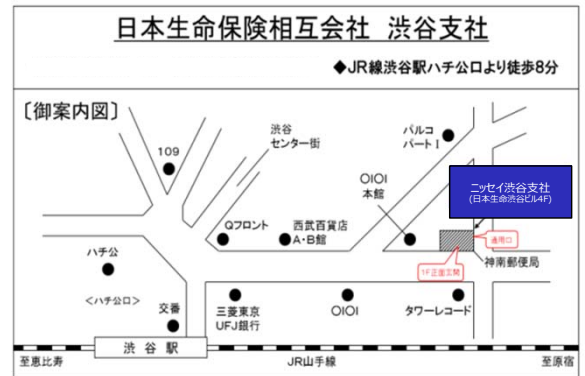 日本生命保険相互会社 渋谷支社
◆JR線渋谷駅ハチ公口より徒歩8分
〔御案内図〕
109
渋谷
センター街
パルコ
パートⅠ
OIOI
本館
ニッセイ渋谷支社
(日本生命渋谷ビル4F)
Qフロント
西武百貨店
A・B館
通用口
神南郵便局
1F正面玄関
ハチ公
<ハチ公口>
交番
三菱東京
UFJ銀行
OIOI
タワーレコード
渋谷駅
至恵比寿
JR山手線
至原宿